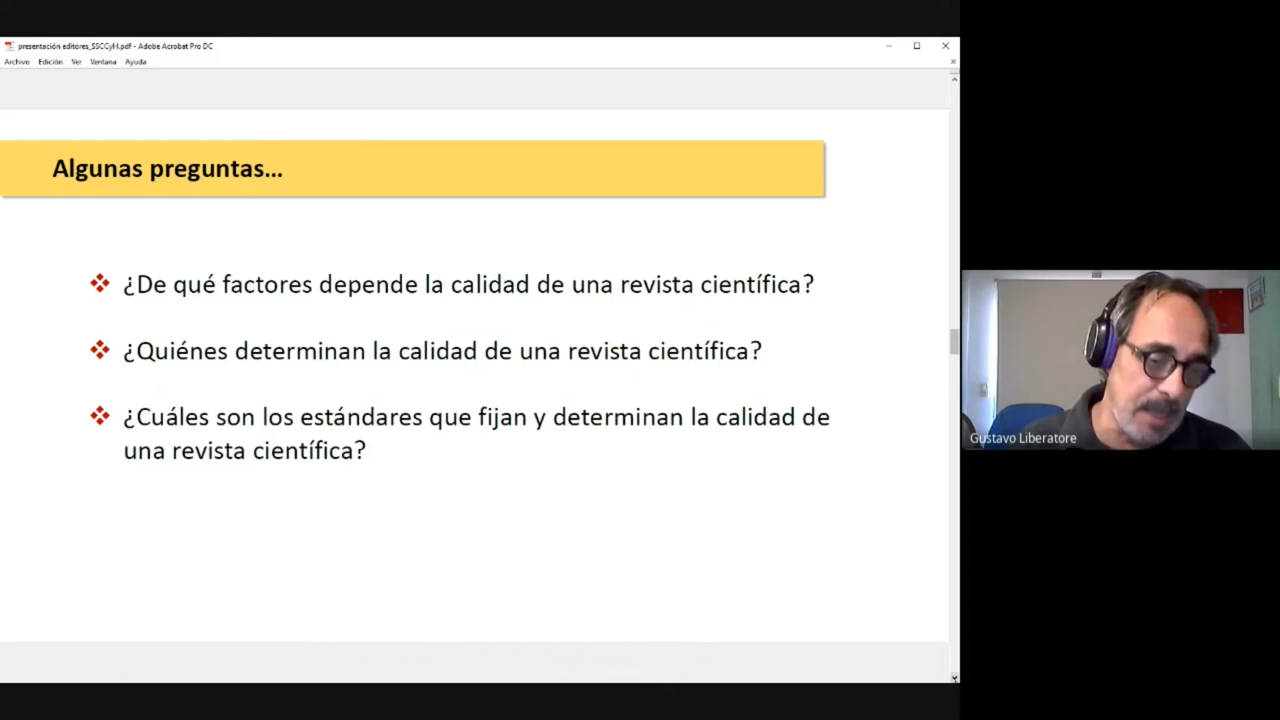 presentación editores_SSCCyH.pdf - Adobe Acrobat Pro DC
Archivo Edición Ver Ventana Ayuda
Algunas preguntas...
¿De qué factores depende la calidad de una revista científica?
¿Quiénes determinan la calidad de una revista científica?
¿Cuáles son los estándares que fijan y determinan la calidad de
una revista científica?
Gustavo Liberatore